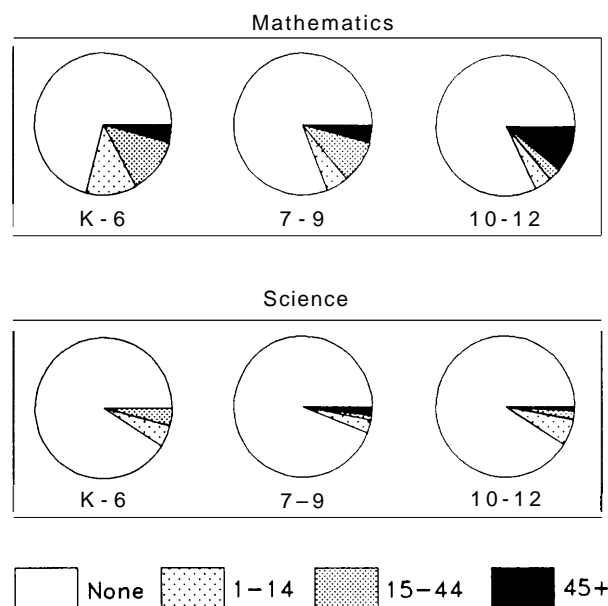 Mathematics
K-6 7-9 10-12
Science
K-6 7–9 10-12
None 1–14 15–44 45+